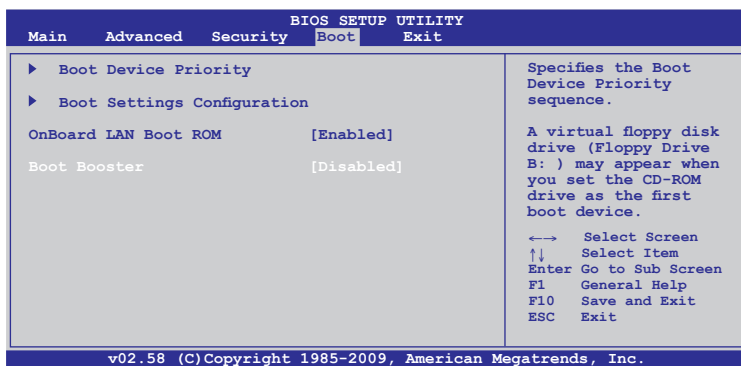 BIOS SETUP UTILITY
Main Advanced Security Boot Exit
Boot Device Priority
Boot Settings Configuration
OnBoard LAN Boot ROM [Enabled]
Boot Booster [Disabled]
Specifies the Boot
Device Priority
sequence.
A virtual floppy disk
drive (Floppy Drive
B: ) may appear when
you set the CD-ROM
drive as the first
boot device.
←→ Select Screen
↑↓ Select Item
Enter Go to Sub Screen
F1 General Help
F10 Save and Exit
ESC Exit
v02.58 (C)Copyright 1985-2009, American Megatrends, Inc.